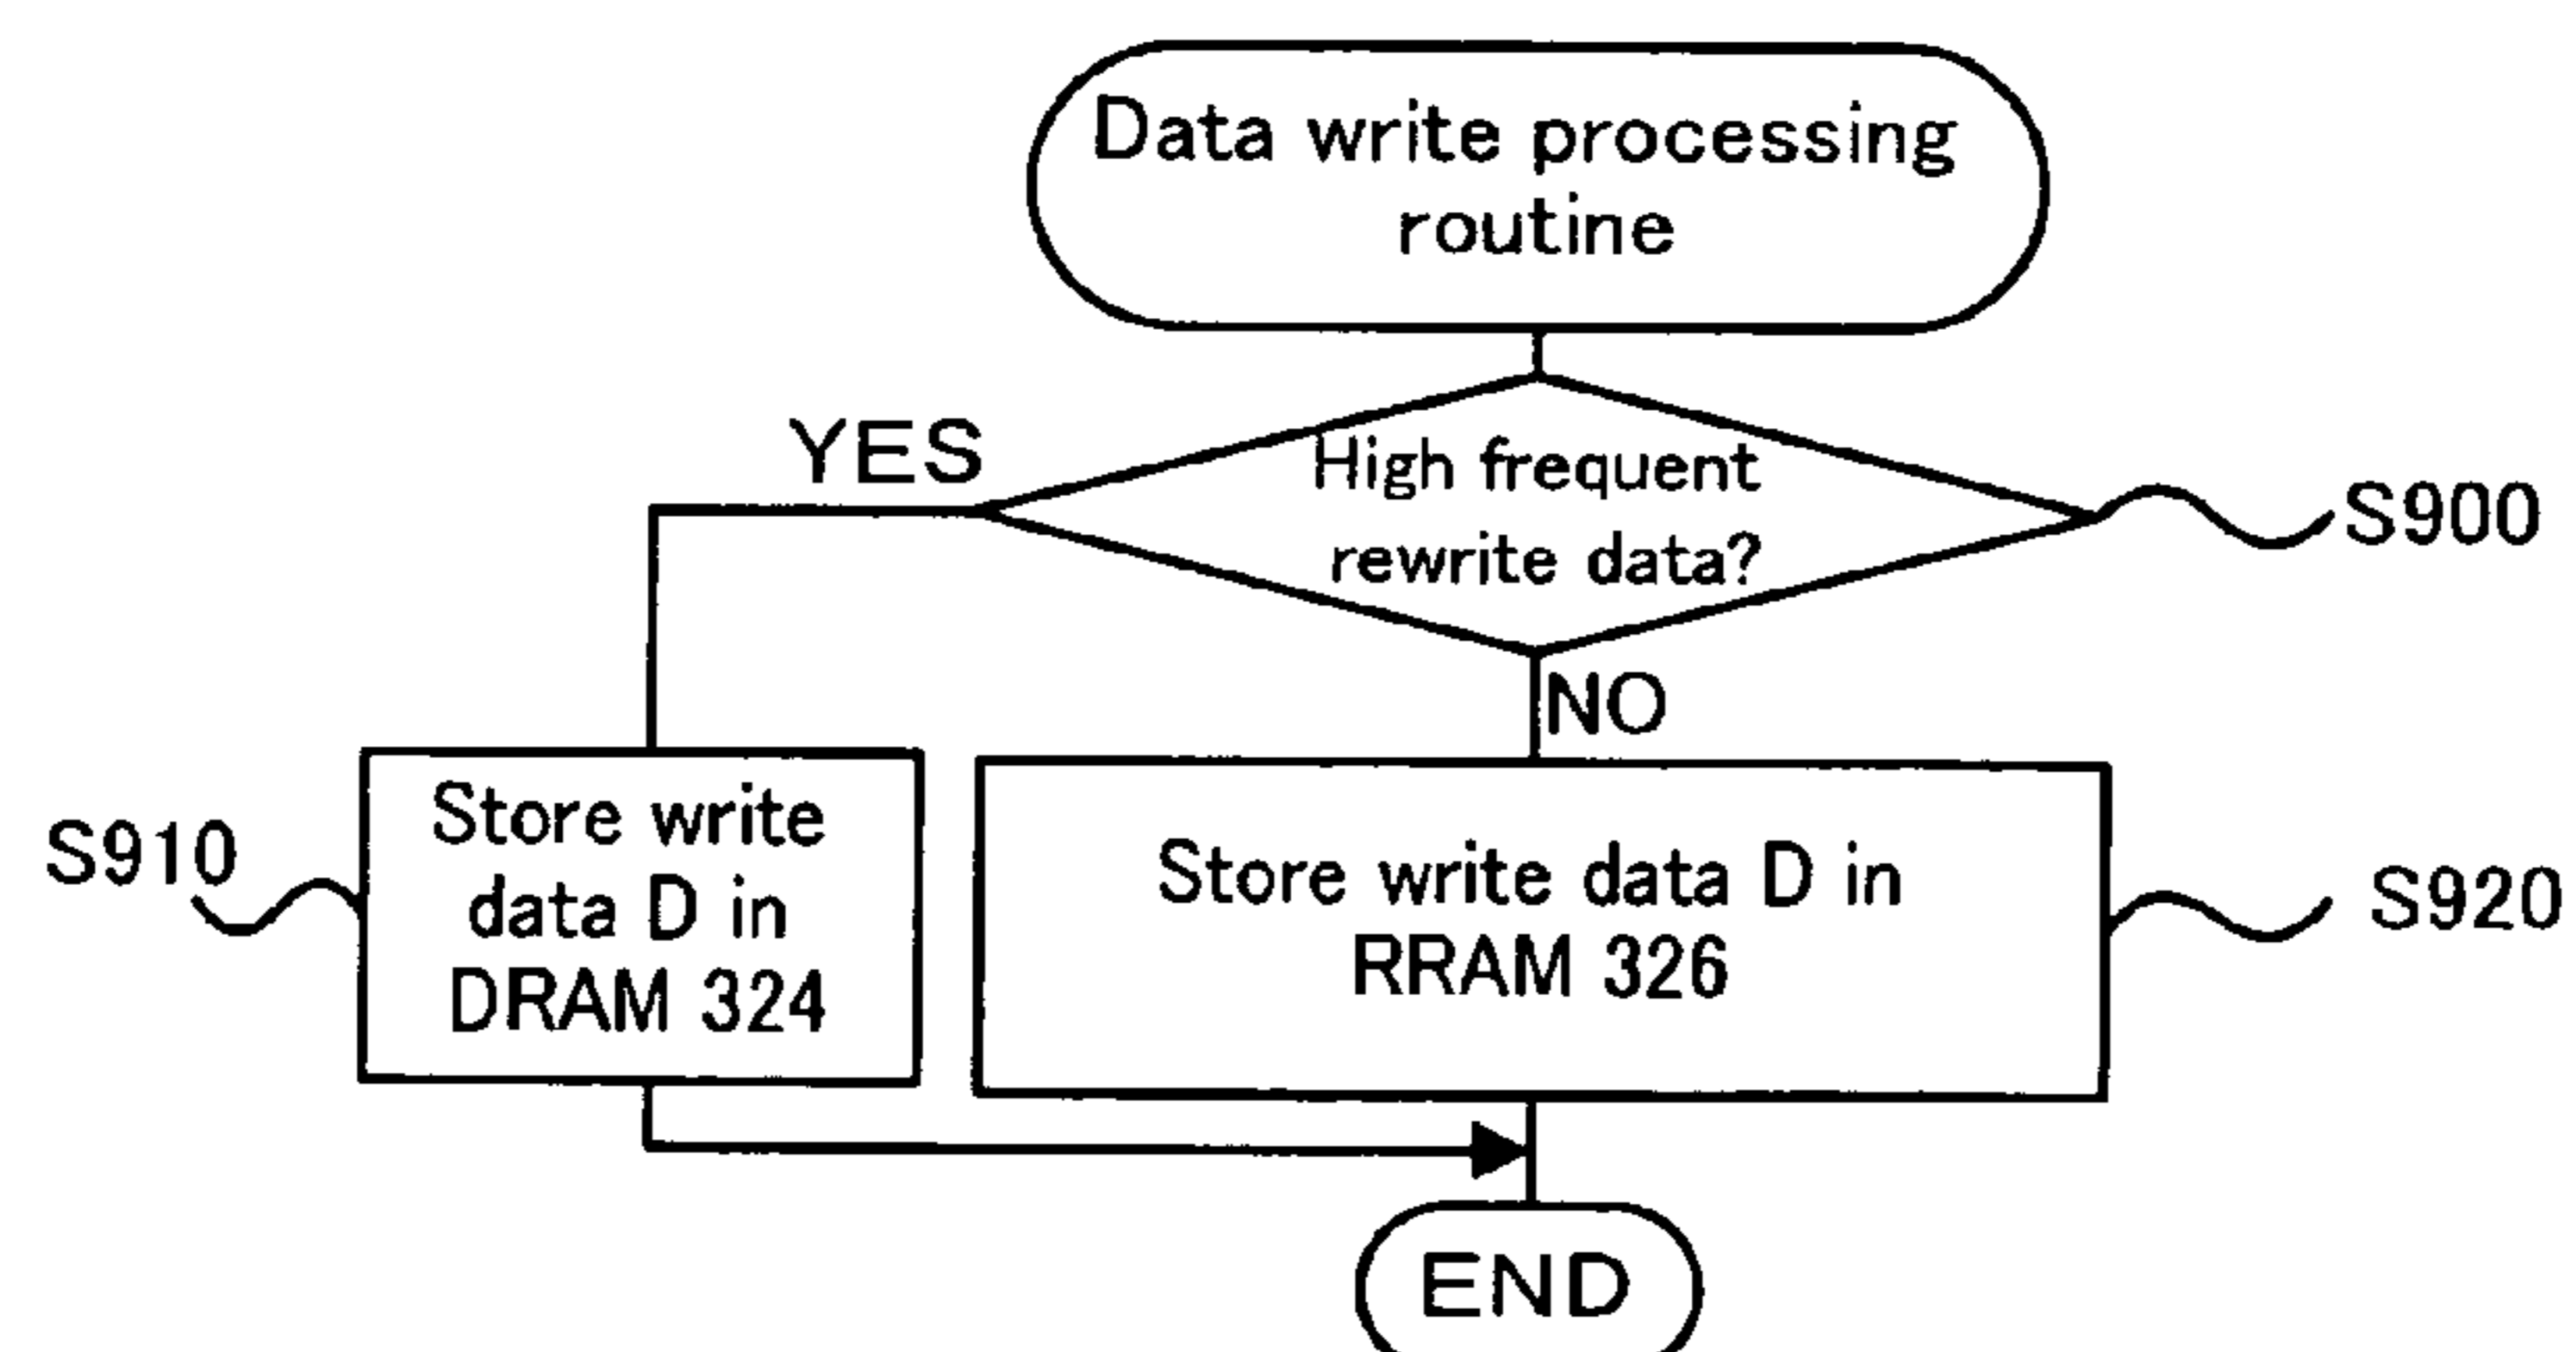 Data write processing
routine
YES
High frequent
rewrite data?
S900
NO
S910
Store write
data D in
DRAM 324
Store write data D in
RRAM 326
S920
END